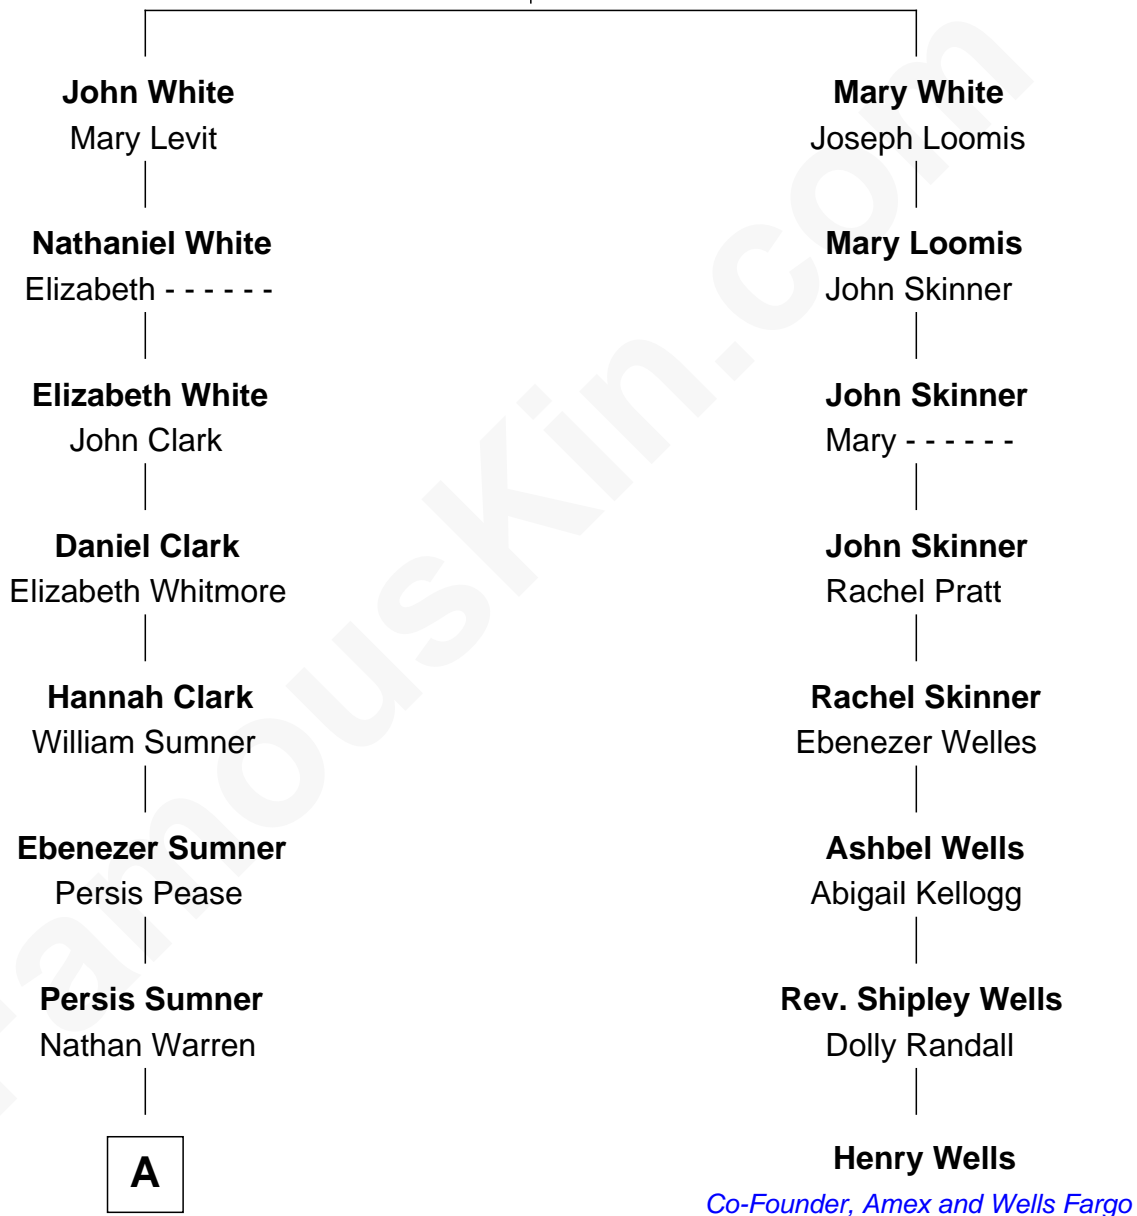 John White
Mary Levit
Nathaniel White
Elizabeth - - - - - -
Elizabeth White
John Clark
Daniel Clark
Elizabeth Whitmore
Hannah Clark
William Sumner
Ebenezer Sumner
Persis Pease
Persis Sumner
Nathan Warren
A
Mary White
Joseph Loomis
Mary Loomis
John Skinner
John Skinner
Mary - - - - - -
John Skinner
Rachel Pratt
Rachel Skinner
Ebenezer Welles
Ashbel Wells
Abigail Kellogg
Rev. Shipley Wells
Dolly Randall
Henry Wells
Co-Founder, Amex and Wells Fargo
FamousKin.com